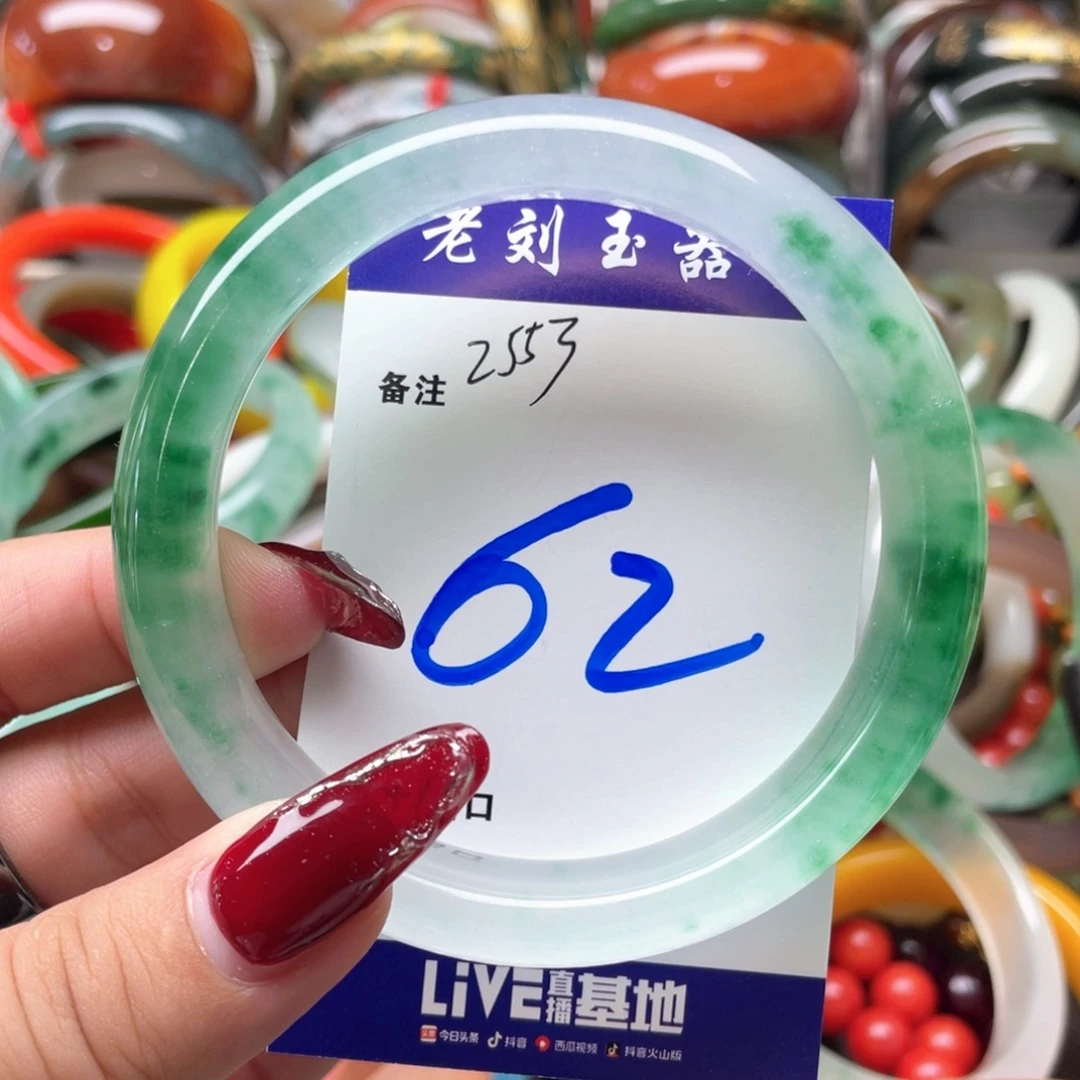 老刘玉器
备注 2553
62
口
LiVE直播基地
今日头条 抖音 西瓜视频 抖音火山版